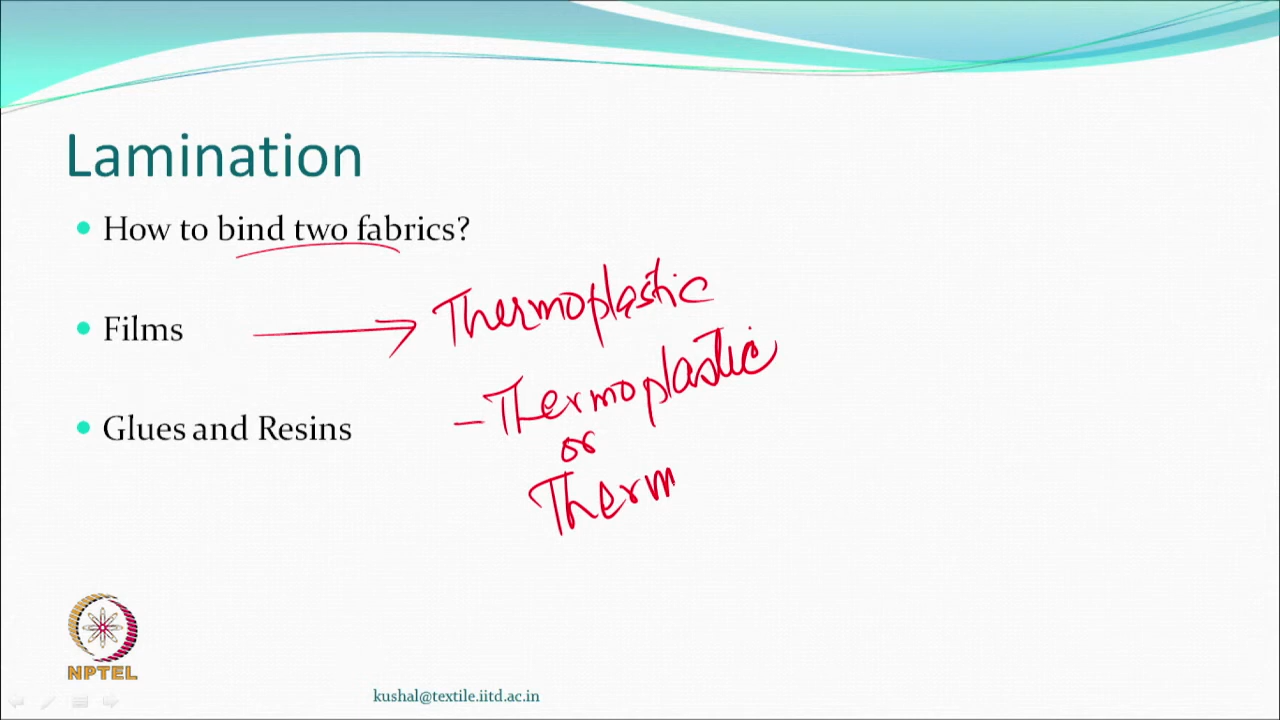 Lamination
How to bind two fabrics?
Films
Thermoplastic
Glues and Resins
- Thermoplastic
or
Therm
NPTEL
kushal@textile.iitd.ac.in